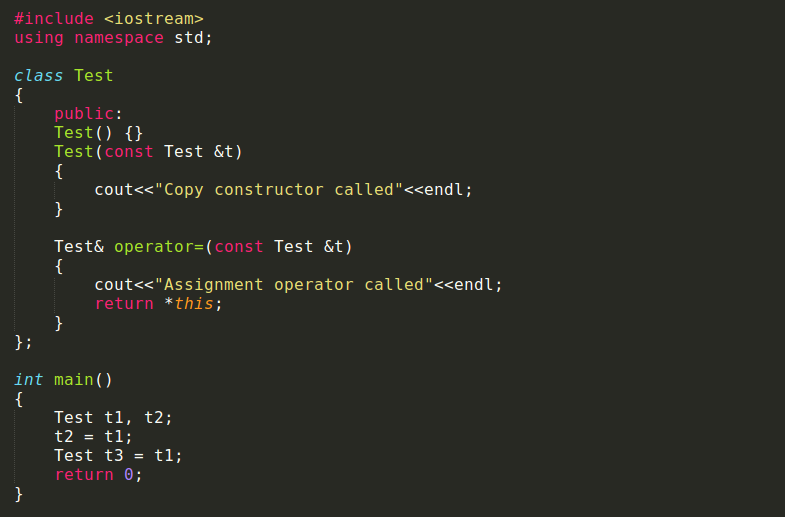 #include <iostream>
using namespace std;
class Test
{
public:
Test() {}
Test(const Test &t)
{
cout<<"Copy constructor called"<<endl;
}
Test& operator=(const Test &t)
{
cout<<"Assignment operator called"<<endl;
return *this;
}
};
int main()
{
Test t1, t2;
t2 = t1;
Test t3 = t1;
return 0;
}